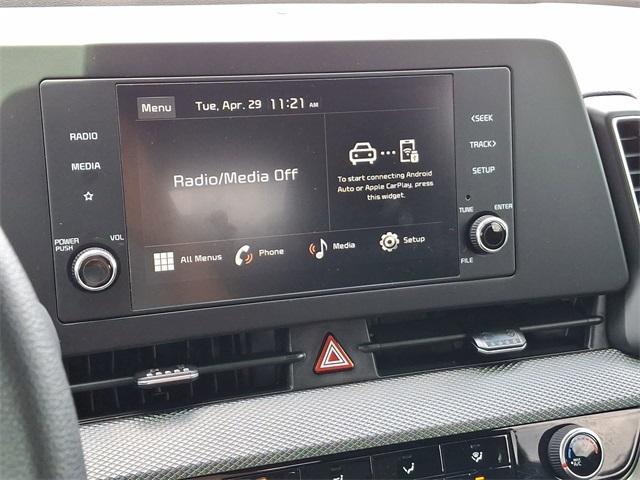 Menu
Tue, Apr. 29 11:21 AM
RADIO
MEDIA
POWER
PUSH
VOL
Radio/Media Off
To start connecting Android
Auto or Apple CarPlay, press
this widget.
All Menus
Phone
Media
Setup
<SEEK
TRACK>
SETUP
TUNE
ENTER
FILE